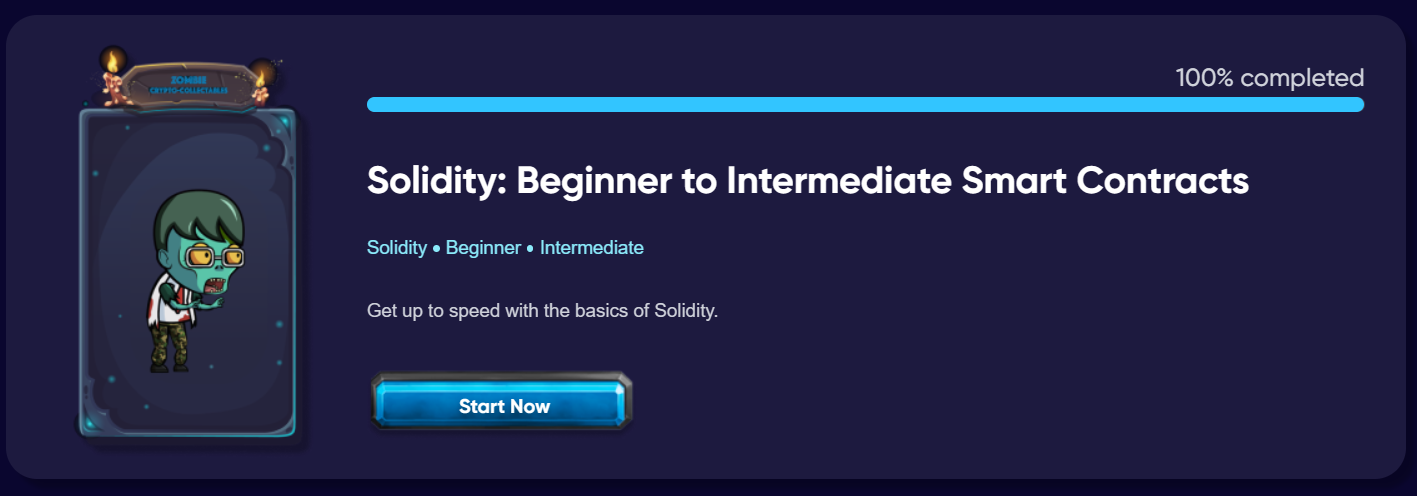 ZOMBIE
CRYPTO-COLLECTABLES
100% completed
Solidity: Beginner to Intermediate Smart Contracts
Solidity • Beginner • Intermediate
Get up to speed with the basics of Solidity.
Start Now